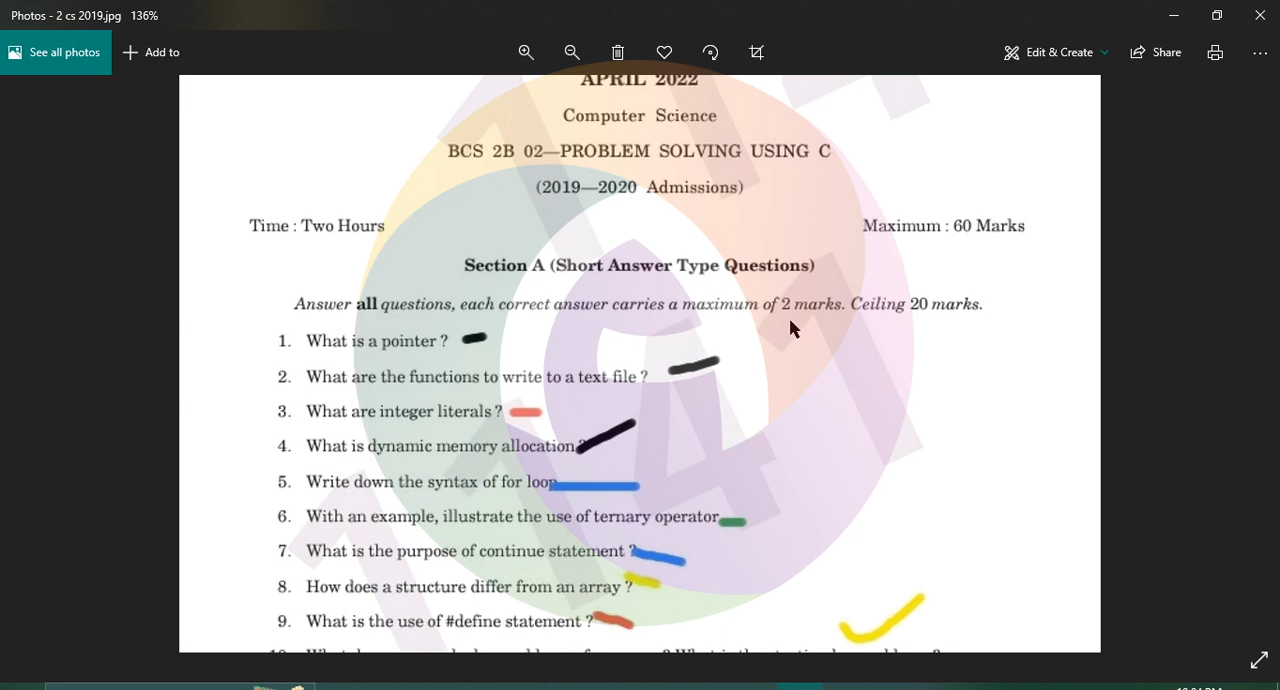 Photos - 2 cs 2019.jpg 136%
See all photos
Add to
Edit & Create
Share
APRIL 2022
Computer Science
BCS 2B 02—PROBLEM SOLVING USING C
(2019—2020 Admissions)
Time : Two Hours
Maximum : 60 Marks
Section A (Short Answer Type Questions)
Answer all questions, each correct answer carries a maximum of 2 marks. Ceiling 20 marks.
1. What is a pointer ?
2. What are the functions to write to a text file ?
3. What are integer literals ?
4. What is dynamic memory allocation ?
5. Write down the syntax of for loop
6. With an example, illustrate the use of ternary operator
7. What is the purpose of continue statement ?
8. How does a structure differ from an array ?
9. What is the use of #define statement ?